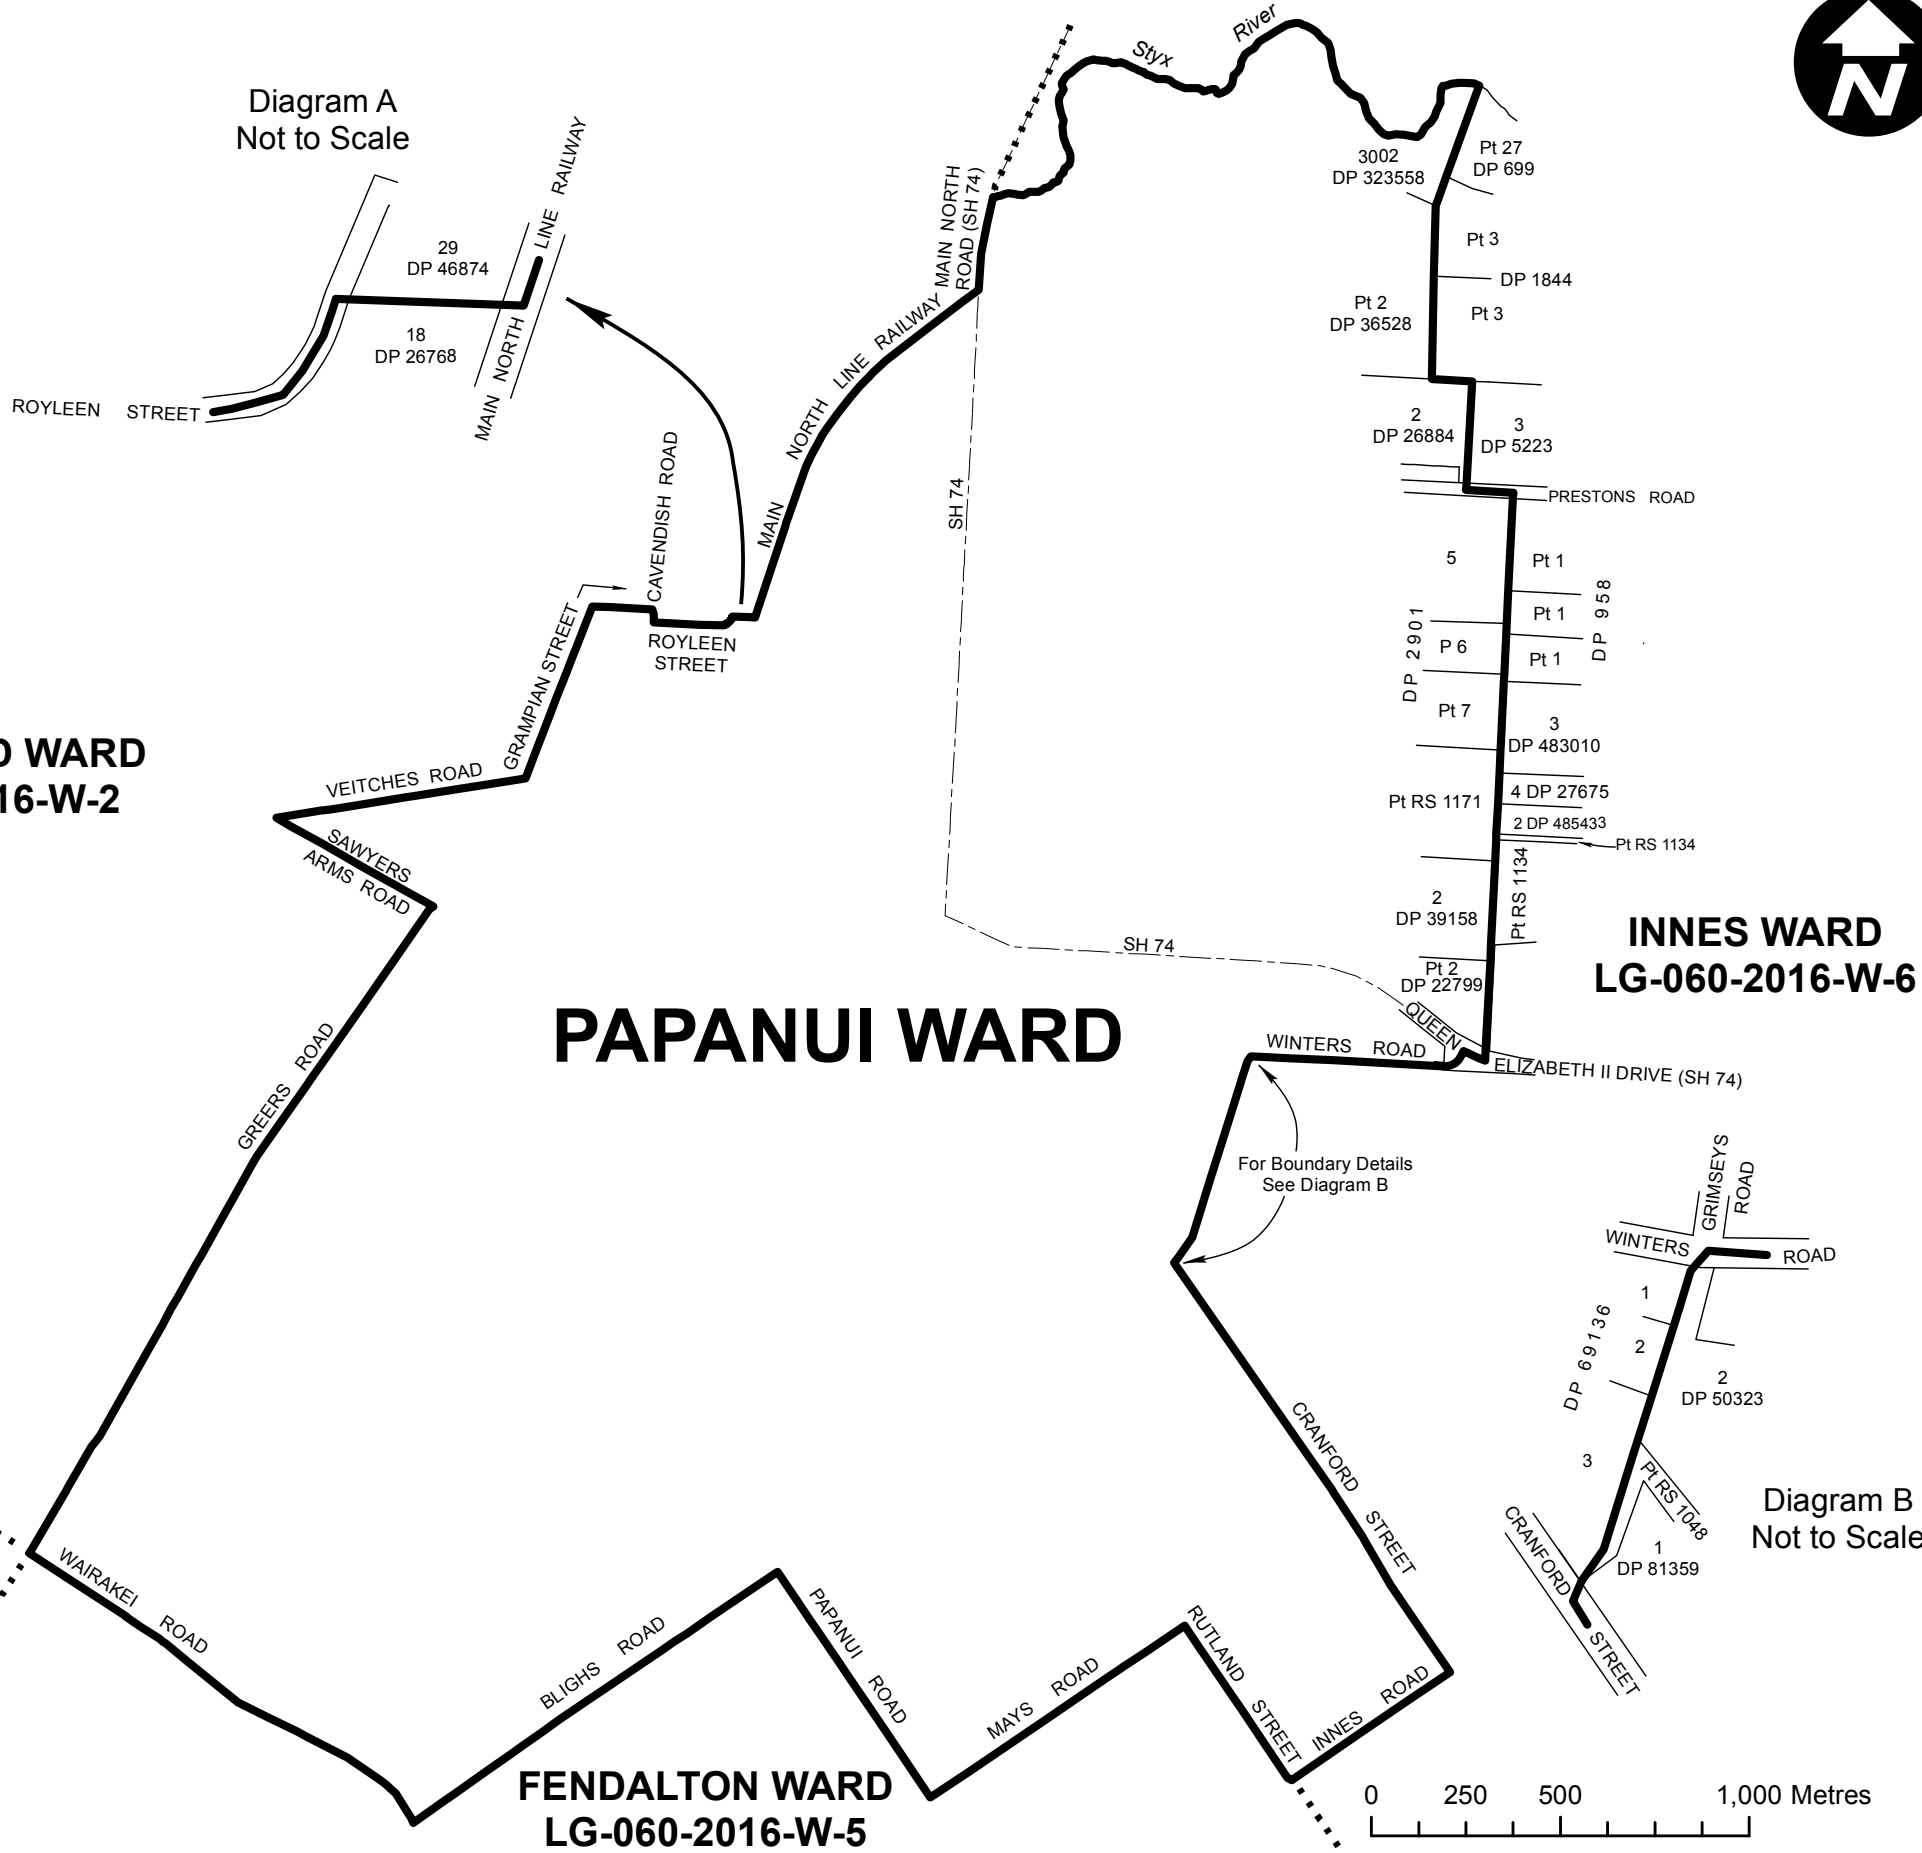 Diagram A
Not to Scale
Styx
River
N
LINE RAILWAY
29
DP 46874
18
DP 26768
MAIN NORTH
ROYLEEN STREET
MAIN NORTH
ROAD (SH 74)
3002
DP 323558
Pt 27
DP 699
Pt 3
DP 1844
Pt 2
DP 36528
Pt 3
MAIN NORTH LINE RAILWAY
2
DP 26884
3
DP 5223
PRESTONS ROAD
CAVENDISH ROAD
SH 74
5
Pt 1
Pt 1
P 6
Pt 1
DP 2901
DP 958
Pt 7
ROYLEEN
STREET
GRAMPIAN STREET
3
DP 483010
D WARD
16-W-2
VEITCHES ROAD
SAWYERS
ARMS ROAD
Pt RS 1171
4 DP 27675
2 DP 485433
Pt RS 1134
Pt RS 1134
2
DP 39158
INNES WARD
LG-060-2016-W-6
SH 74
Pt 2
DP 22799
PAPANUI WARD
QUEEN
WINTERS ROAD
ELIZABETH II DRIVE (SH 74)
GREERS ROAD
For Boundary Details
See Diagram B
GRIMSEYS
ROAD
WINTERS
ROAD
1
2
DP 69136
2
DP 50323
3
Pt RS 1048
1
DP 81359
Diagram B
Not to Scale
CRANFORD
STREET
CRANFORD STREET
WAIRAKEI ROAD
BLIGHS ROAD
PAPANUI ROAD
MAYS ROAD
RUTLAND STREET
INNES ROAD
FENDALTON WARD
LG-060-2016-W-5
0 250 500 1,000 Metres